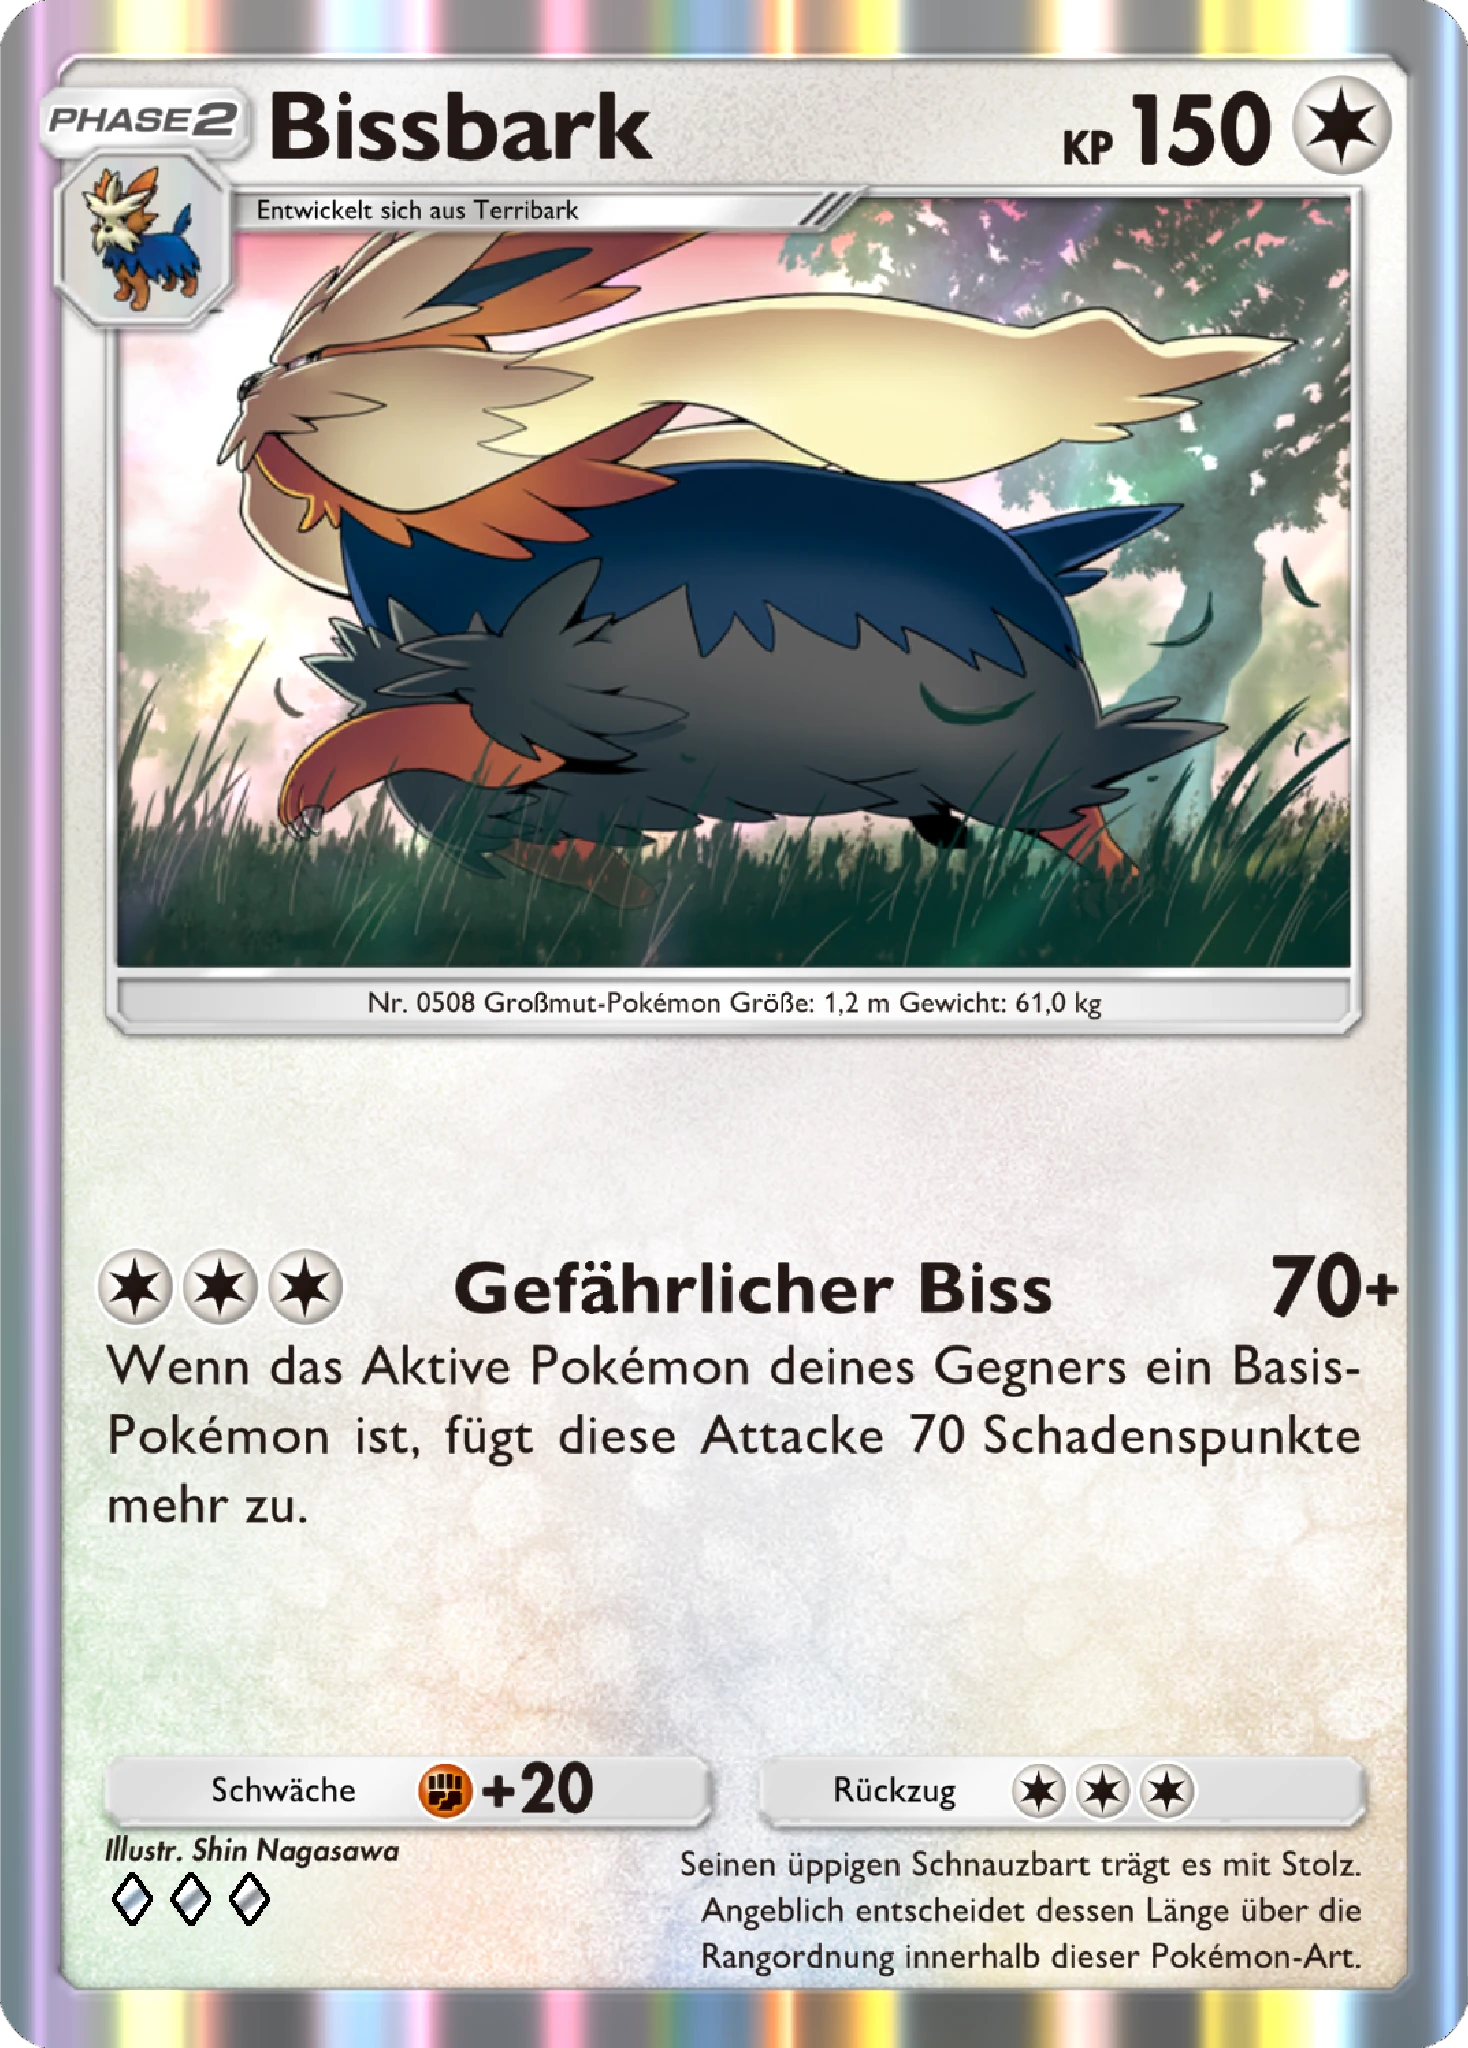 PHASE 2
Bissbark
KP 150
Entwickelt sich aus Terribark
Nr. 0508 Großmut-Pokémon Größe: 1,2 m Gewicht: 61,0 kg
Gefährlicher Biss 70+
Wenn das Aktive Pokémon deines Gegners ein Basis-
Pokémon ist, fügt diese Attacke 70 Schadenspunkte
mehr zu.
Schwäche +20
Rückzug
Illustr. Shin Nagasawa
Seinen üppigen Schnauzbart trägt es mit Stolz.
Angeblich entscheidet dessen Länge über die
Rangordnung innerhalb dieser Pokémon-Art.